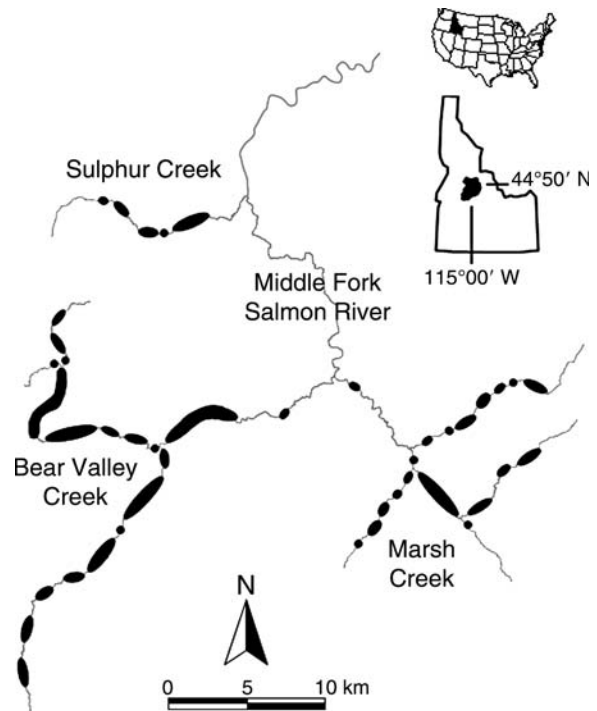 Sulphur Creek
44°50′ N
115°00′ W
Middle Fork
Salmon River
Bear Valley
Creek
Marsh
Creek
N
0 5 10 km